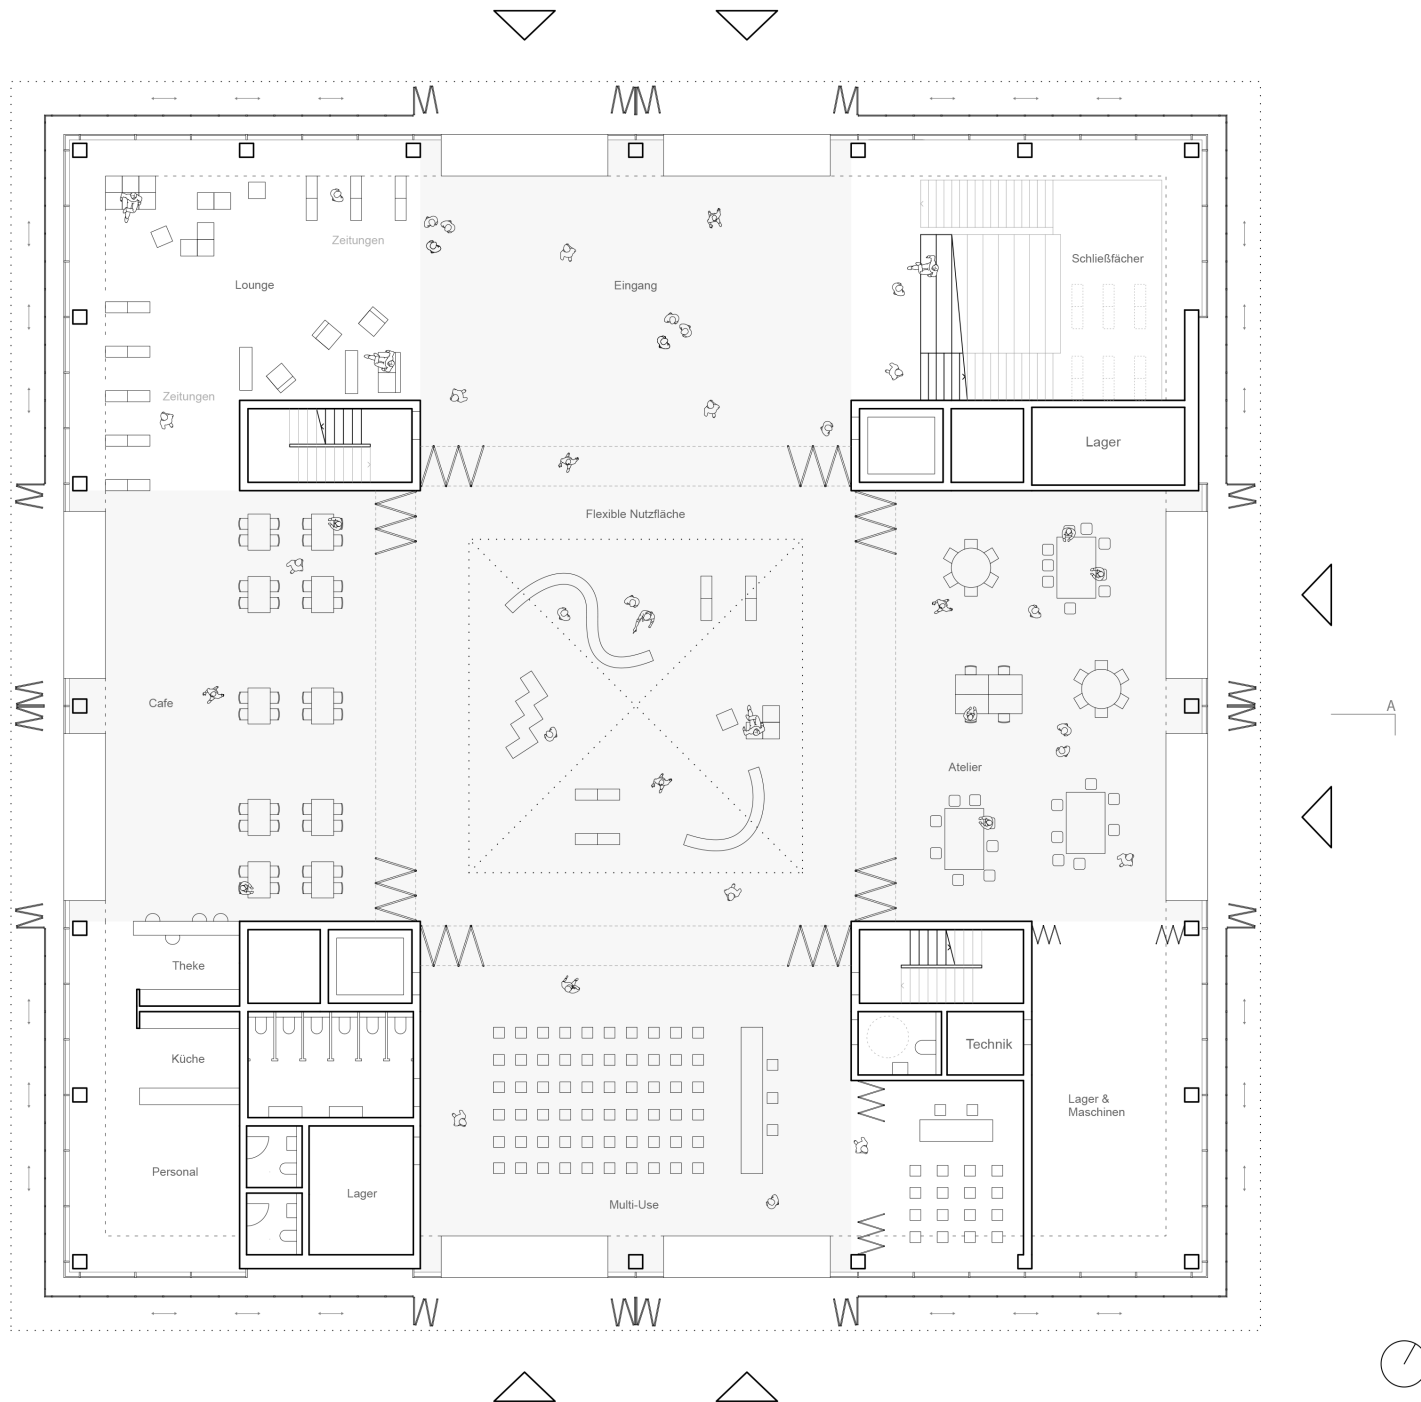 Zeitungen
Lounge
Eingang
Schließfächer
Zeitungen
Lager
Flexible Nutzfläche
Cafe
A
Atelier
Theke
Küche
Technik
Lager &
Maschinen
Personal
Lager
Multi-Use